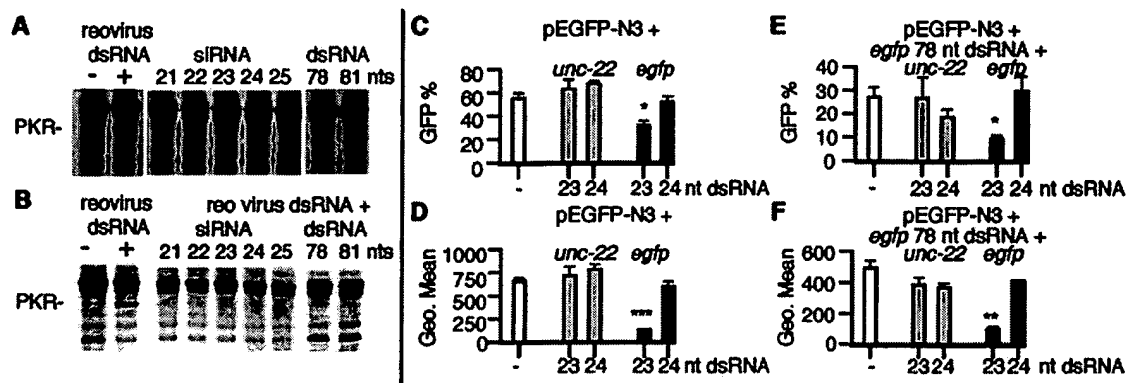 A
reovirus
dsRNA siRNA dsRNA
- + 21 22 23 24 25 78 81 nts
PKR-
B
reovirus reo virus dsRNA +
dsRNA siRNA dsRNA
- + 21 22 23 24 25 78 81 nts
PKR-
C
pEGFP-N3 +
unc-22 egfp
GFP %
80
60
40
20
0
*
- 23 24 23 24 nt dsRNA
D
pEGFP-N3 +
unc-22 egfp
Geo. Mean
1000
750
500
250
0
***
- 23 24 23 24 nt dsRNA
E
pEGFP-N3 +
egfp 78 nt dsRNA +
unc-22 egfp
GFP %
40
30
20
10
0
*
- 23 24 23 24 nt dsRNA
F
pEGFP-N3 +
egfp 78 nt dsRNA +
unc-22 egfp
Geo. Mean
600
400
200
0
**
- 23 24 23 24 nt dsRNA